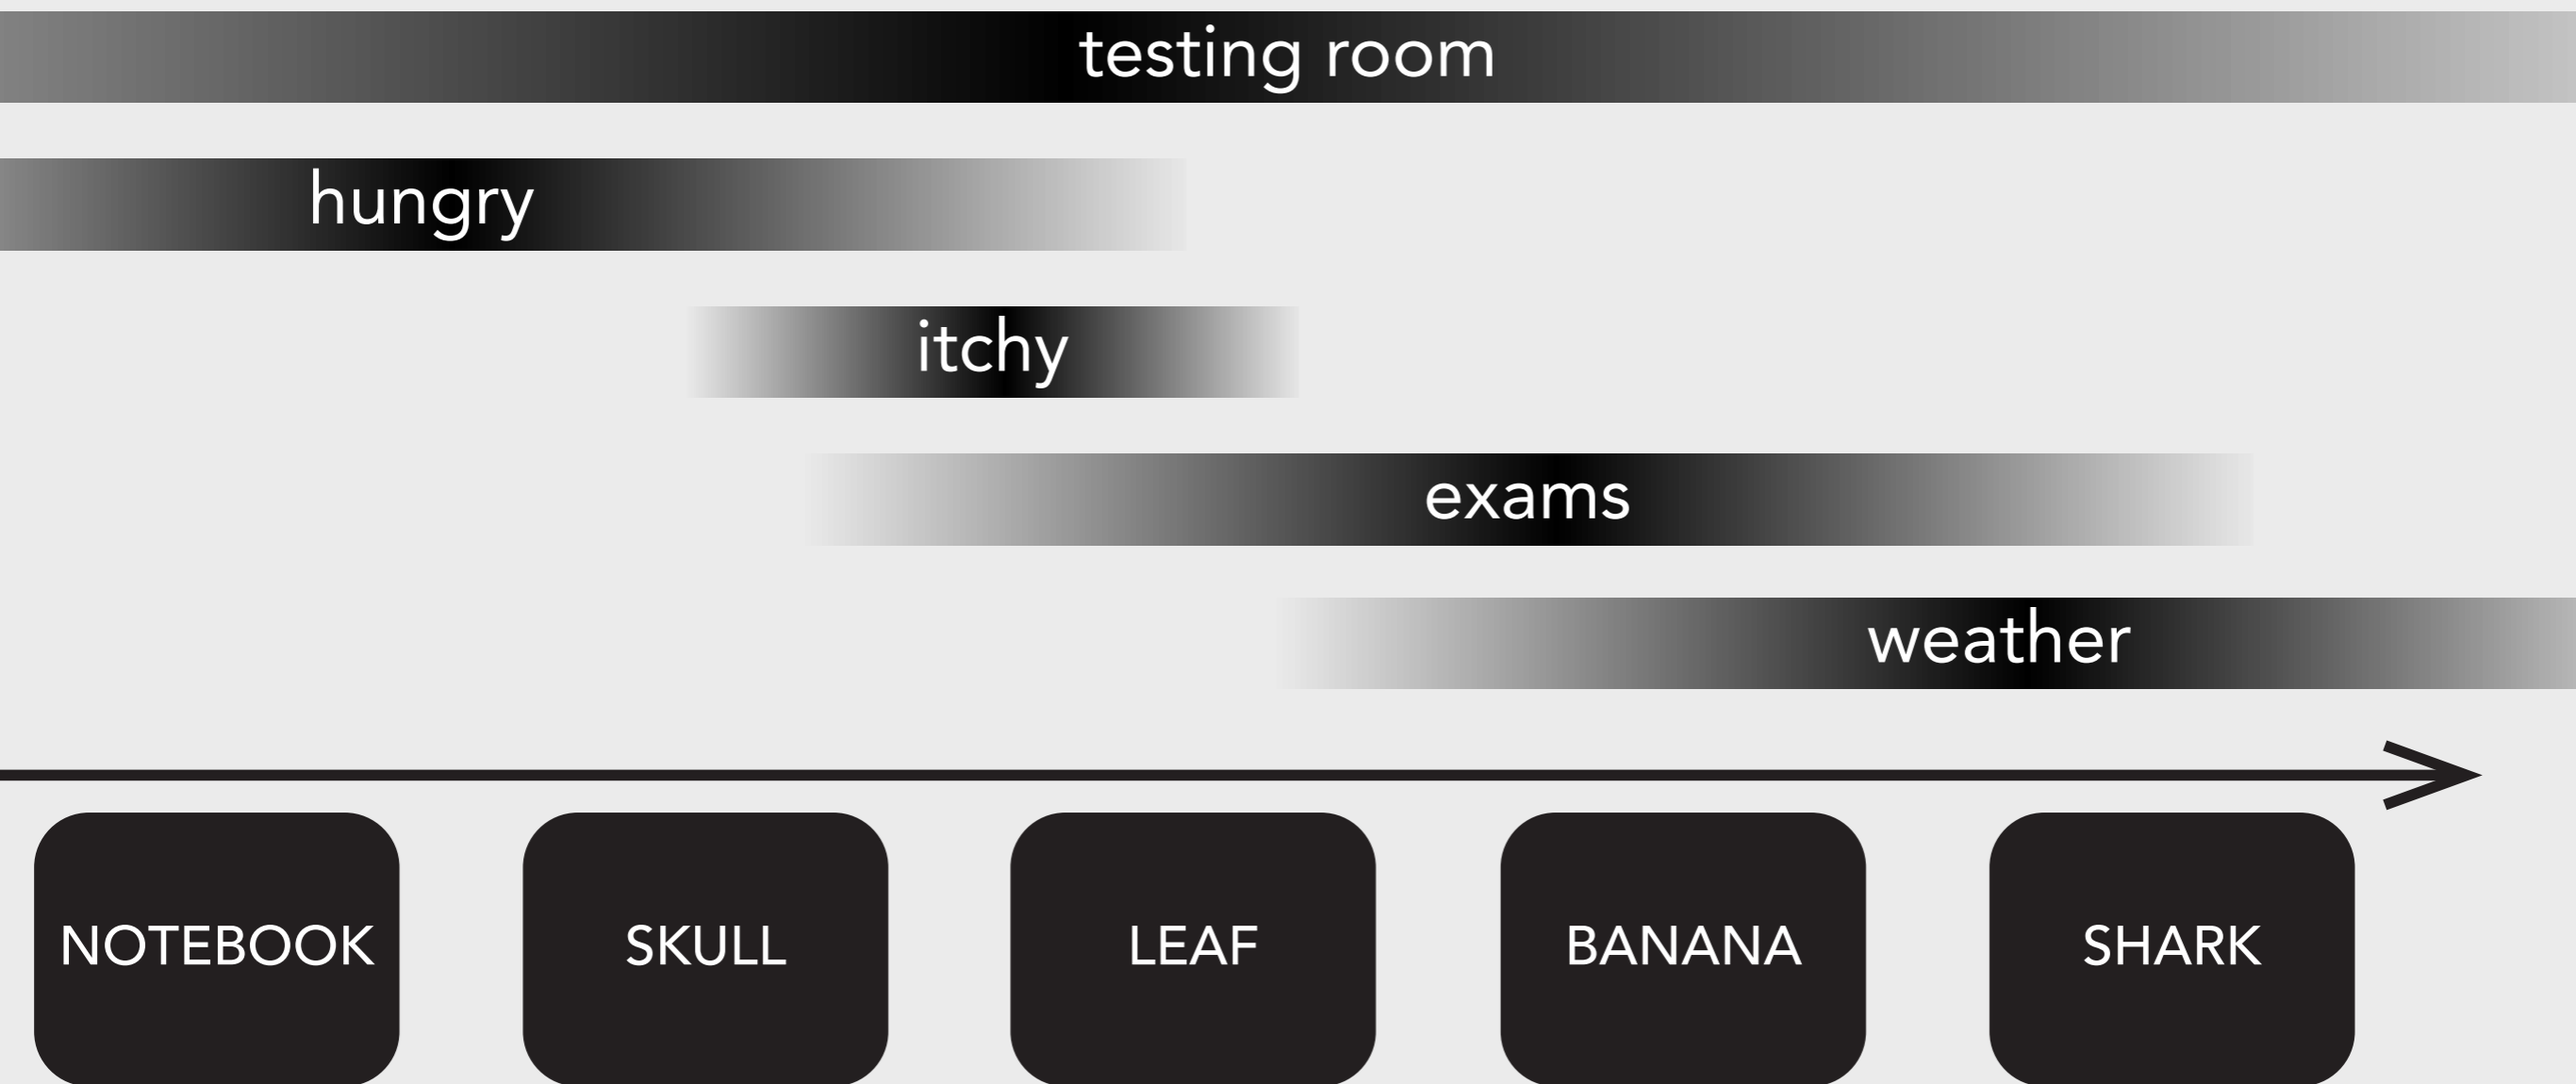 testing room
hungry
itchy
exams
weather
NOTEBOOK SKULL LEAF BANANA SHARK